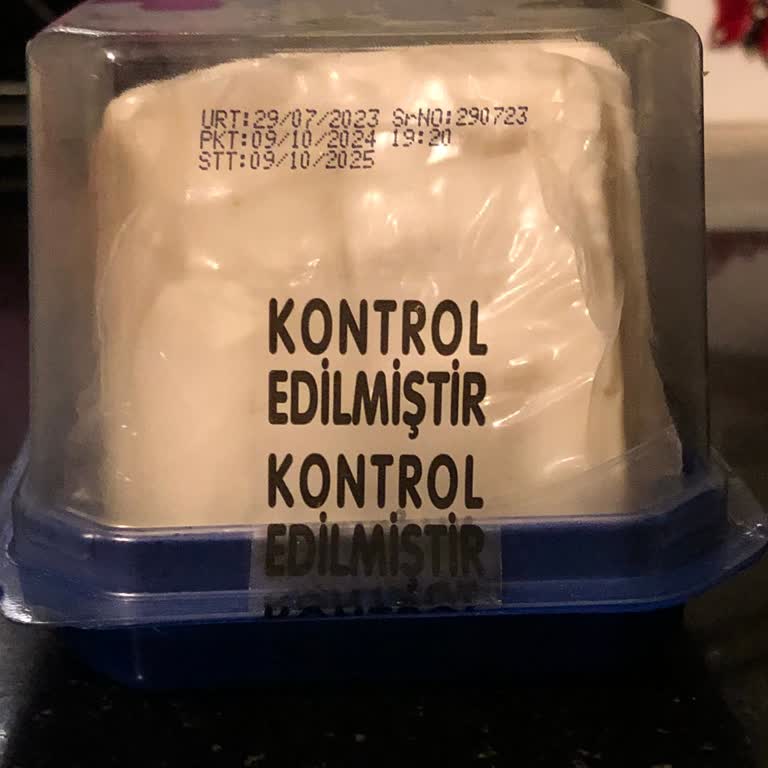 URT:29/07/2023 SrNO:290723
PKT:09/10/2024 19:20
STT:09/10/2025
KONTROL
EDİLMİŞTİR
KONTROL
EDİLMİŞTİR